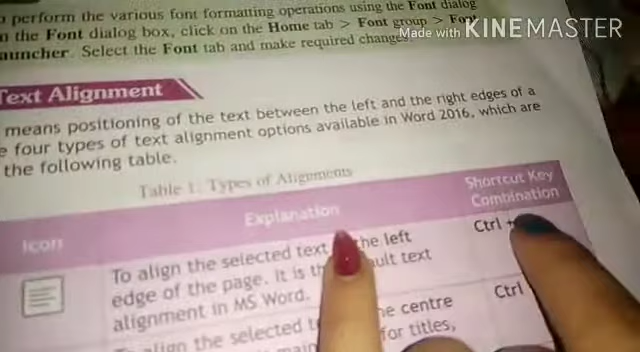 perform the various font formatting operations using the Font dialog
n the Font dialog box, click on the Home tab > Font group > Font
auncher. Select the Font tab and make required changes.
Made with KINEMASTER
Text Alignment
means positioning of the text between the left and the right edges of a
four types of text alignment options available in Word 2016, which are
the following table.
Table 1: Types of Alignments
Icon
Explanation
Shortcut Key
Combination
To align the selected text the left
edge of the page. It is text
alignment in MS Word.
Ctrl +
align the selected centre
for titles,
Ctrl